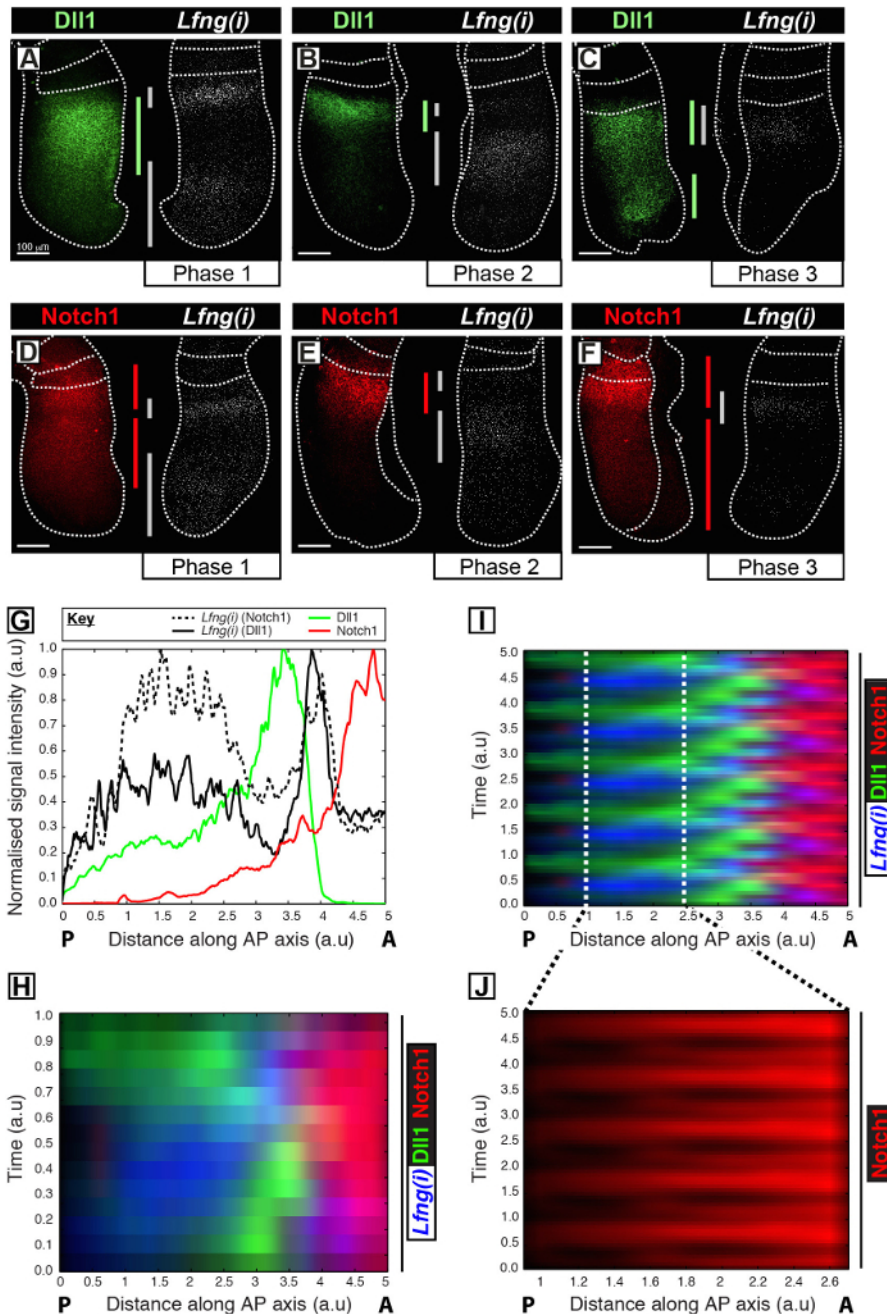 Dll1 Lfng(i) Dll1 Lfng(i) Dll1 Lfng(i)
A B C
100 µm
Phase 1 Phase 2 Phase 3
Notch1 Lfng(i) Notch1 Lfng(i) Notch1 Lfng(i)
D E F
Phase 1 Phase 2 Phase 3
G
Key Lfng(i) (Notch1) Dll1
Lfng(i) (Dll1) Notch1
Normalised signal intensity (a.u)
1.0
0.9
0.8
0.7
0.6
0.5
0.4
0.3
0.2
0.1
0.0
0 0.5 1 1.5 2 2.5 3 3.5 4 4.5 5
P Distance along AP axis (a.u) A
I
Time (a.u)
5.0
4.5
4.0
3.5
3.0
2.5
2.0
1.5
1.0
0.5
0.0
0 0.5 1 1.5 2 2.5 3 3.5 4 4.5 5
P Distance along AP axis (a.u) A
Lfng(i) Dll1 Notch1
H
Time (a.u)
1.0
0.9
0.8
0.7
0.6
0.5
0.4
0.3
0.2
0.1
0.0
0 0.5 1 1.5 2 2.5 3 3.5 4 4.5 5
P Distance along AP axis (a.u) A
Lfng(i) Dll1 Notch1
J
Time (a.u)
5.0
4.5
4.0
3.5
3.0
2.5
2.0
1.5
1.0
0.5
0.0
1 1.2 1.4 1.6 1.8 2 2.2 2.4 2.6
P Distance along AP axis (a.u) A
Notch1